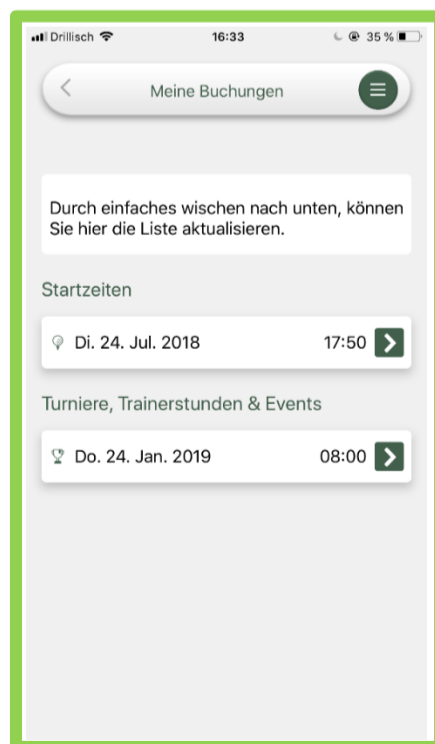 Drillisch 16:33 35 %
Meine Buchungen
Durch einfaches wischen nach unten, können
Sie hier die Liste aktualisieren.
Startzeiten
Di. 24. Jul. 2018 17:50
Turniere, Trainerstunden & Events
Do. 24. Jan. 2019 08:00